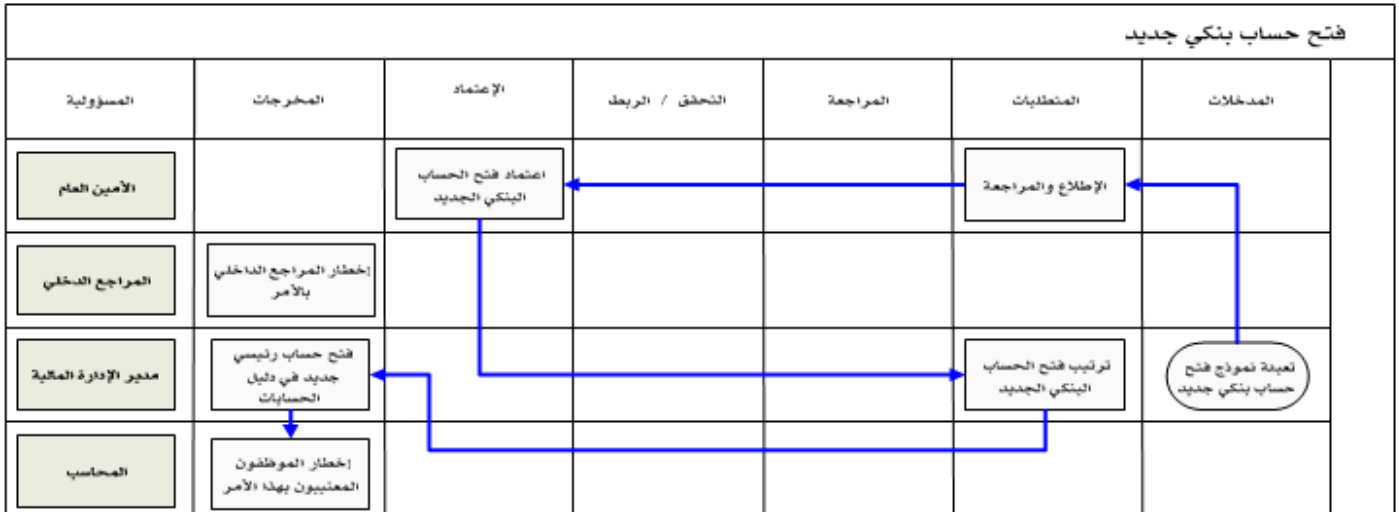 فتح حساب بنكي جديد
المدخلات
المتطلبات
المراجعة
التحقق / الربط
الإعتماد
المخرجات
المسؤولية
الإطلاع والمراجعة
اعتماد فتح الحساب
البنكي الجديد
الأمين العام
إخطار المراجع الداخلي
بالأمر
المراجع الدخلي
تعبئة نموذج فتح
حساب بنكي جديد
ترتيب فتح الحساب
البنكي الجديد
فتح حساب رئيسي
جديد في دليل
الحسابات
مدير الإدارة المالية
إخطار الموظفون
المعنييون بهذا الأمر
المحاسب